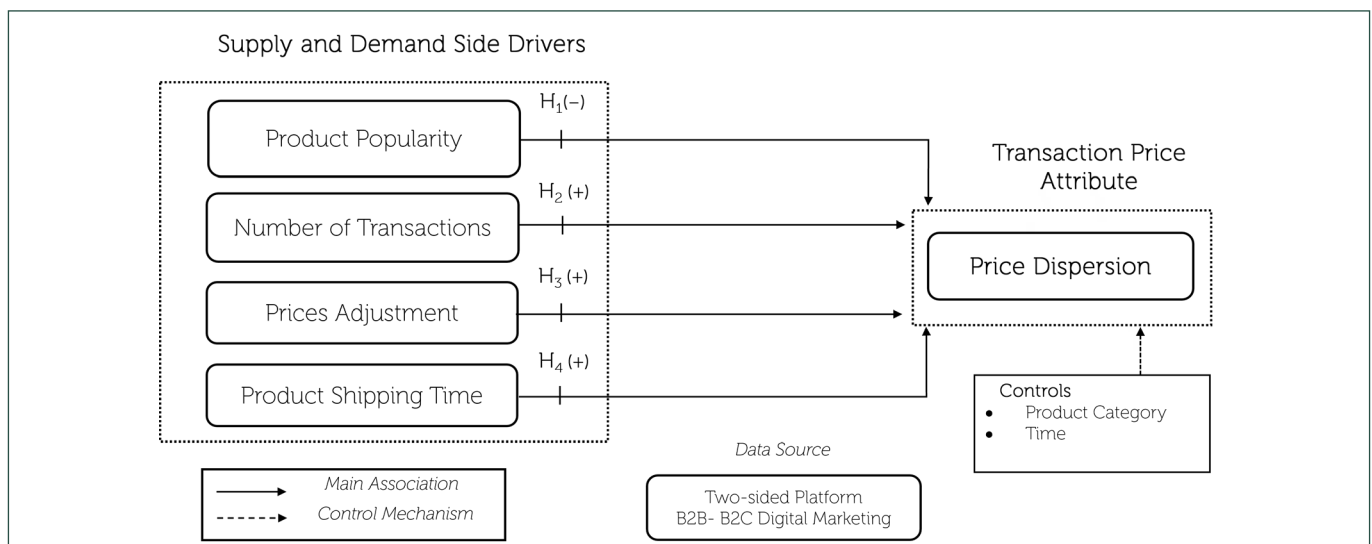 Supply and Demand Side Drivers
H1(−)
Product Popularity
Transaction Price
Attribute
H2 (+)
Number of Transactions
Price Dispersion
H3 (+)
Prices Adjustment
H4 (+)
Product Shipping Time
Controls
• Product Category
• Time
Data Source
Main Association
Control Mechanism
Two-sided Platform
B2B- B2C Digital Marketing